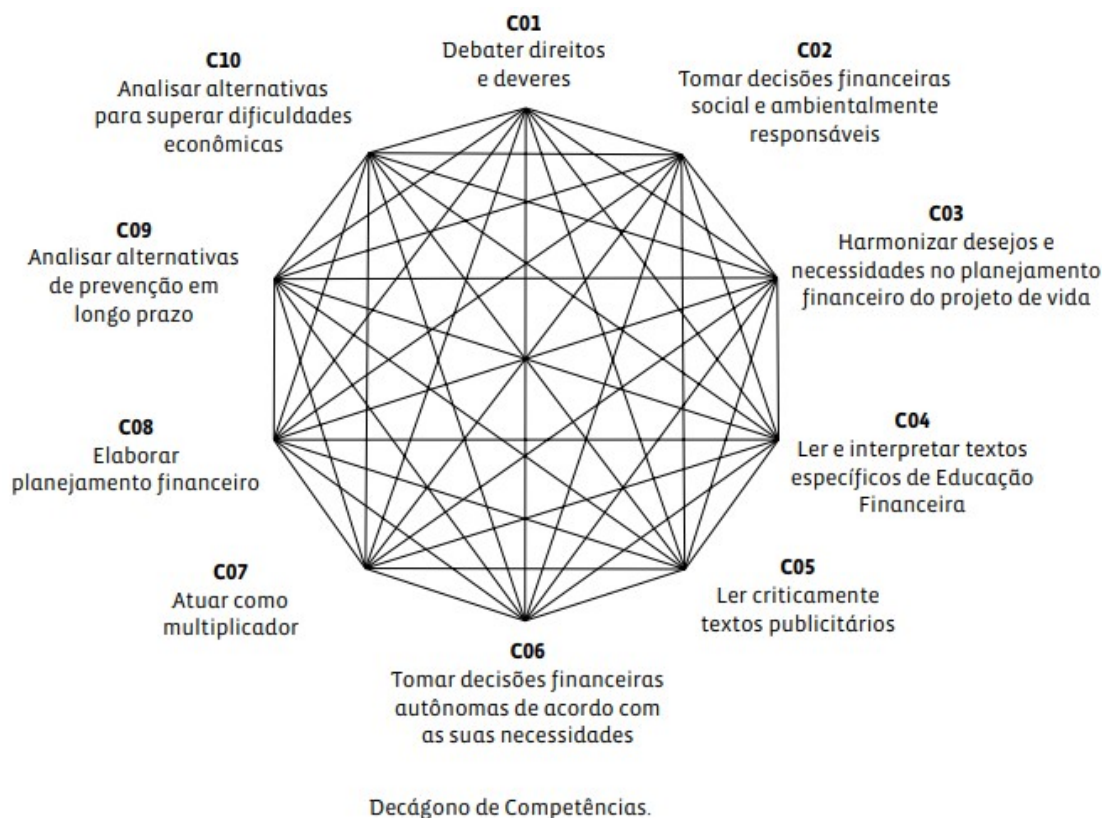 C01
Debater direitos
e deveres
C02
Tomar decisões financeiras
social e ambientalmente
responsáveis
C03
Harmonizar desejos e
necessidades no planejamento
financeiro do projeto de vida
C04
Ler e interpretar textos
específicos de Educação
Financeira
C05
Ler criticamente
textos publicitários
C06
Tomar decisões financeiras
autônomas de acordo com
as suas necessidades
C07
Atuar como
multiplicador
C08
Elaborar
planejamento financeiro
C09
Analisar alternativas
de prevenção em
longo prazo
C10
Analisar alternativas
para superar dificuldades
econômicas
Decágono de Competências.